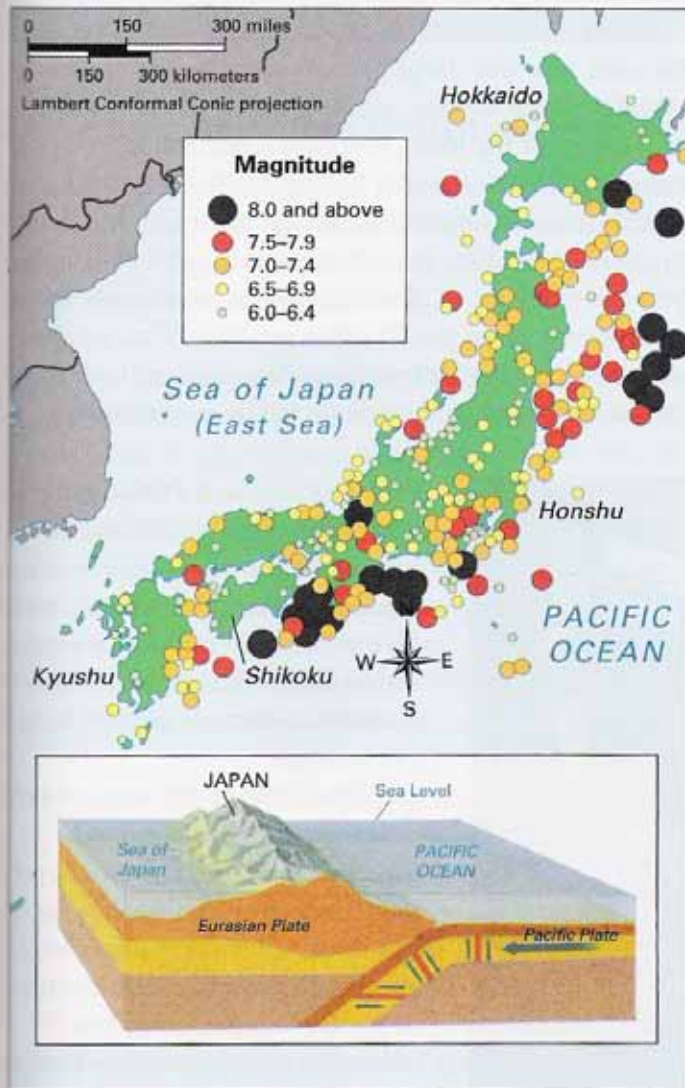 0 150 300 miles
0 150 300 kilometers
Lambert Conformal Conic projection
Hokkaido
Magnitude
8.0 and above
7.5–7.9
7.0–7.4
6.5–6.9
6.0–6.4
Sea of Japan
(East Sea)
Honshu
PACIFIC
OCEAN
Kyushu
Shikoku
W E
S
JAPAN
Sea Level
Sea of
Japan
PACIFIC
OCEAN
Eurasian Plate
Pacific Plate